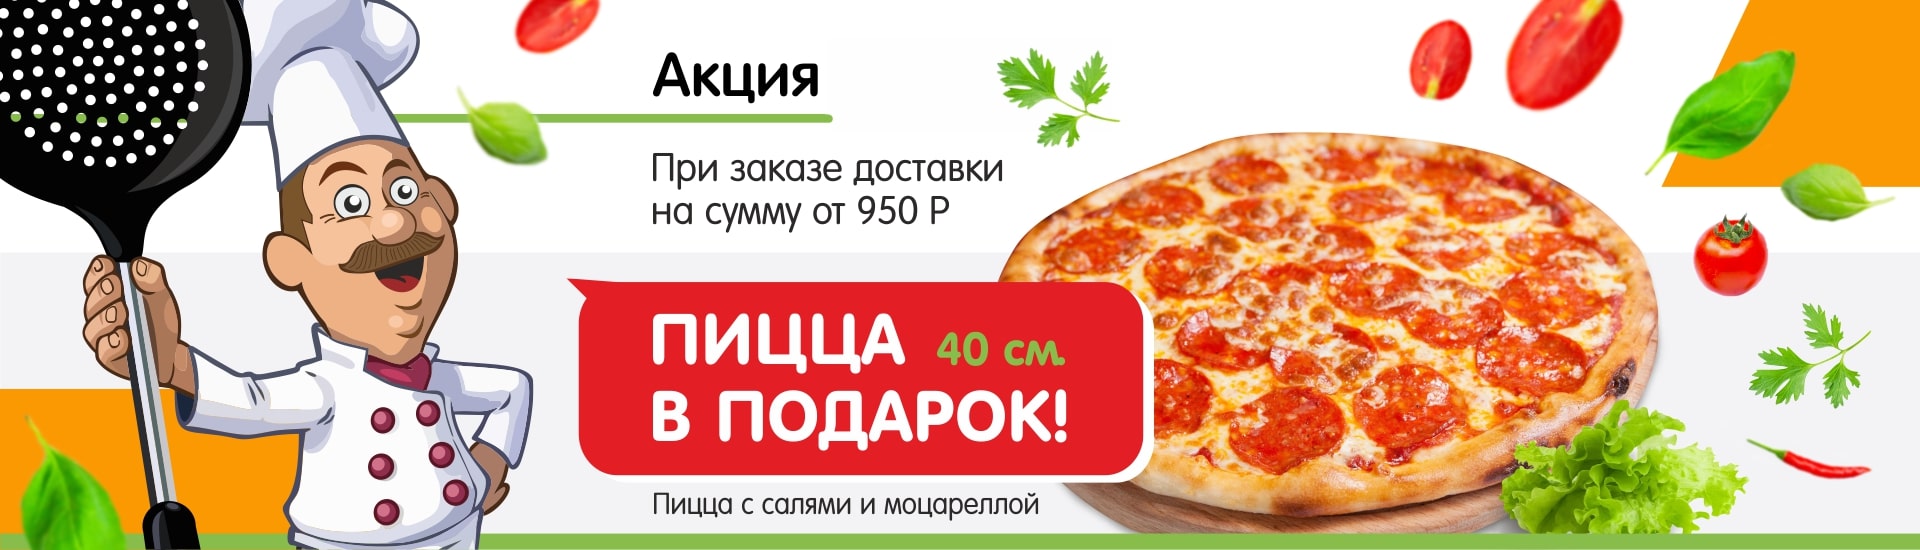 Акция
При заказе доставки
на сумму от 950 Р
ПИЦЦА 40 см.
В ПОДАРОК!
Пицца с салями и моцареллой